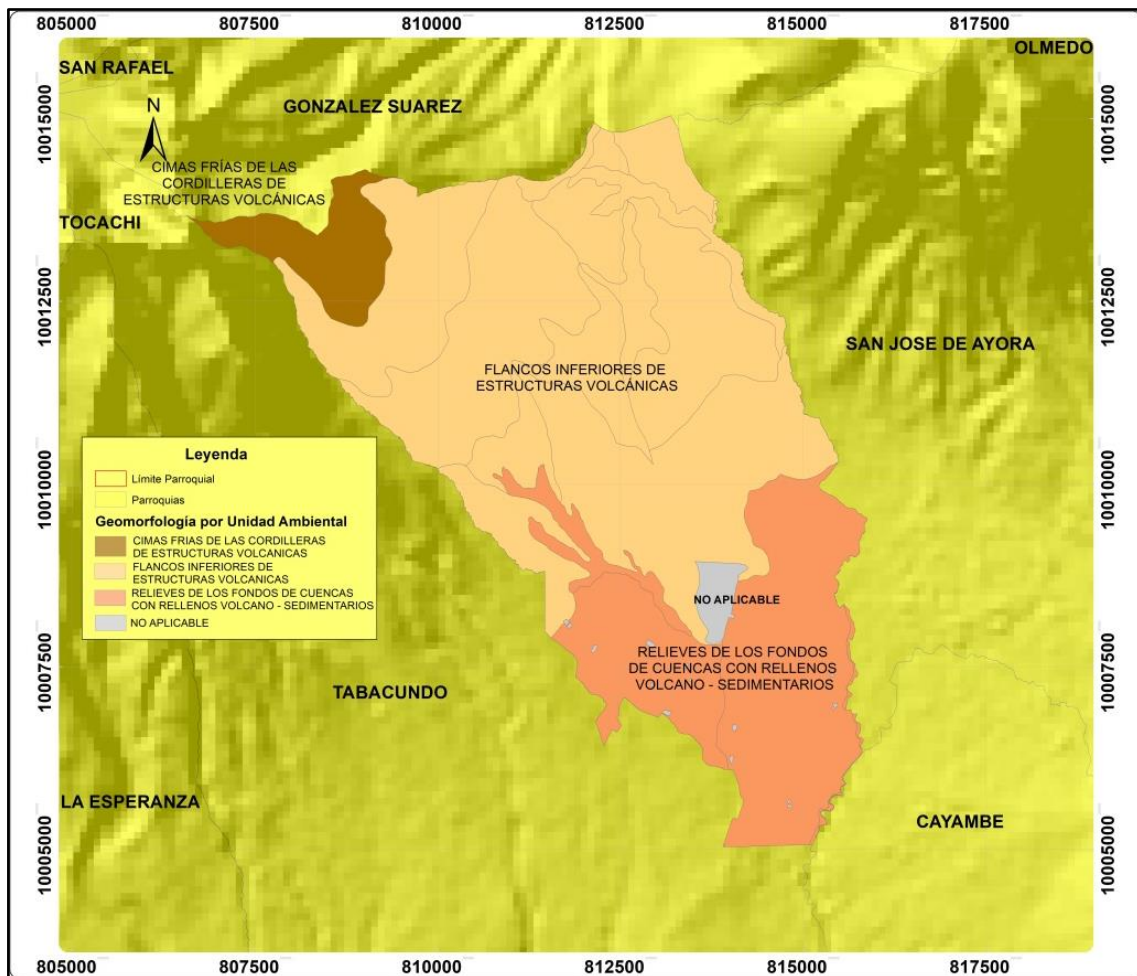 805000 807500 810000 812500 815000 817500
OLMEDO
SAN RAFAEL
GONZALEZ SUAREZ
N
10015000
10015000
CIMAS FRÍAS DE LAS
CORDILLERAS DE
ESTRUCTURAS VOLCÁNICAS
TOCACHI
10012500
10012500
SAN JOSE DE AYORA
FLANCOS INFERIORES DE
ESTRUCTURAS VOLCÁNICAS
10010000
10010000
Leyenda
Límite Parroquial
Parroquias
Geomorfología por Unidad Ambiental
CIMAS FRIAS DE LAS CORDILLERAS
DE ESTRUCTURAS VOLCANICAS
FLANCOS INFERIORES DE
ESTRUCTURAS VOLCANICAS
RELIEVES DE LOS FONDOS DE CUENCAS
CON RELLENOS VOLCANO - SEDIMENTARIOS
NO APLICABLE
NO APLICABLE
RELIEVES DE LOS FONDOS
DE CUENCAS CON RELLENOS
VOLCANO - SEDIMENTARIOS
10007500
10007500
TABACUNDO
LA ESPERANZA
CAYAMBE
10005000
10005000
805000 807500 810000 812500 815000 817500